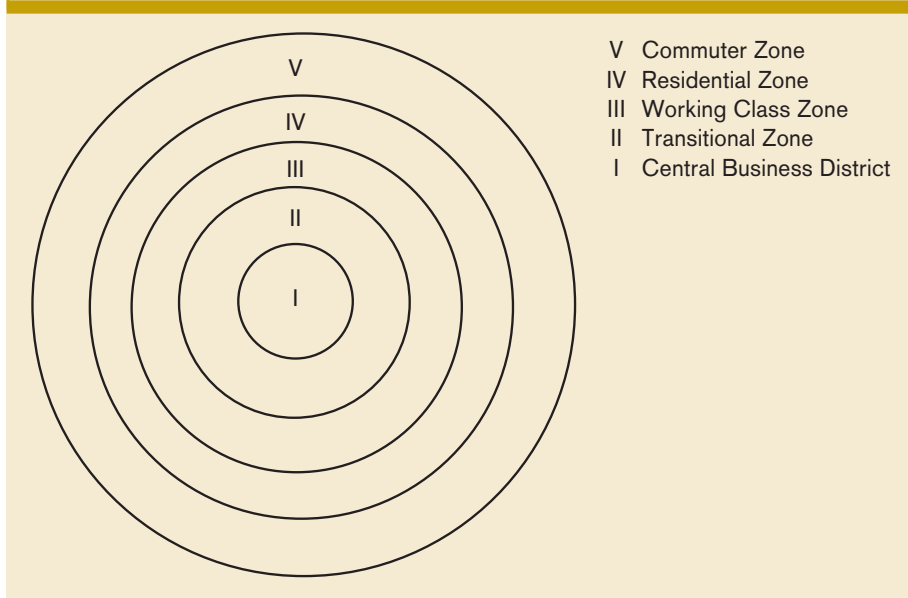 V Commuter Zone
IV Residential Zone
III Working Class Zone
II Transitional Zone
I Central Business District
V
IV
III
II
I